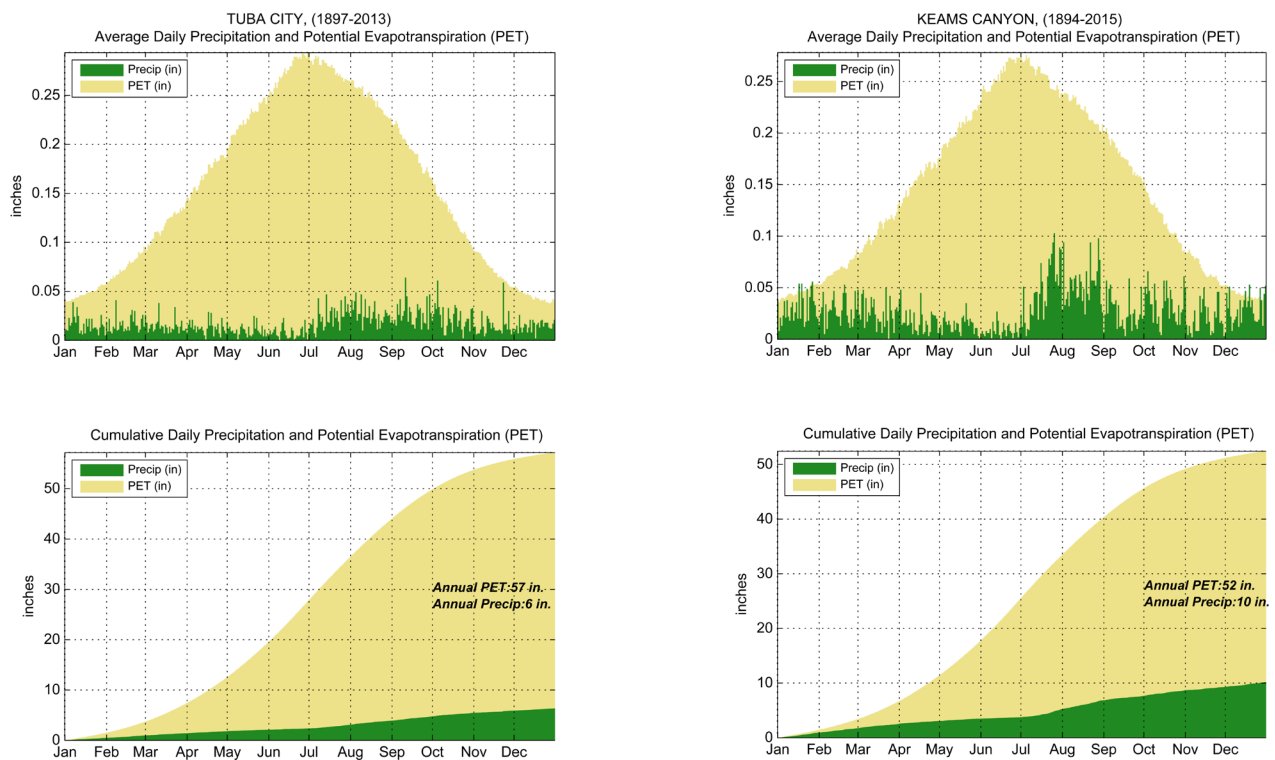 TUBA CITY, (1897-2013)
Average Daily Precipitation and Potential Evapotranspiration (PET)
Precip (in)
PET (in)
inches
0.25
0.2
0.15
0.1
0.05
0
Jan Feb Mar Apr May Jun Jul Aug Sep Oct Nov Dec
KEAMS CANYON, (1894-2015)
Average Daily Precipitation and Potential Evapotranspiration (PET)
Precip (in)
PET (in)
inches
0.25
0.2
0.15
0.1
0.05
0
Jan Feb Mar Apr May Jun Jul Aug Sep Oct Nov Dec
Cumulative Daily Precipitation and Potential Evapotranspiration (PET)
Precip (in)
PET (in)
inches
50
40
30
20
10
0
Annual PET:57 in.
Annual Precip:6 in.
Jan Feb Mar Apr May Jun Jul Aug Sep Oct Nov Dec
Cumulative Daily Precipitation and Potential Evapotranspiration (PET)
Precip (in)
PET (in)
inches
50
40
30
20
10
0
Annual PET:52 in.
Annual Precip:10 in.
Jan Feb Mar Apr May Jun Jul Aug Sep Oct Nov Dec